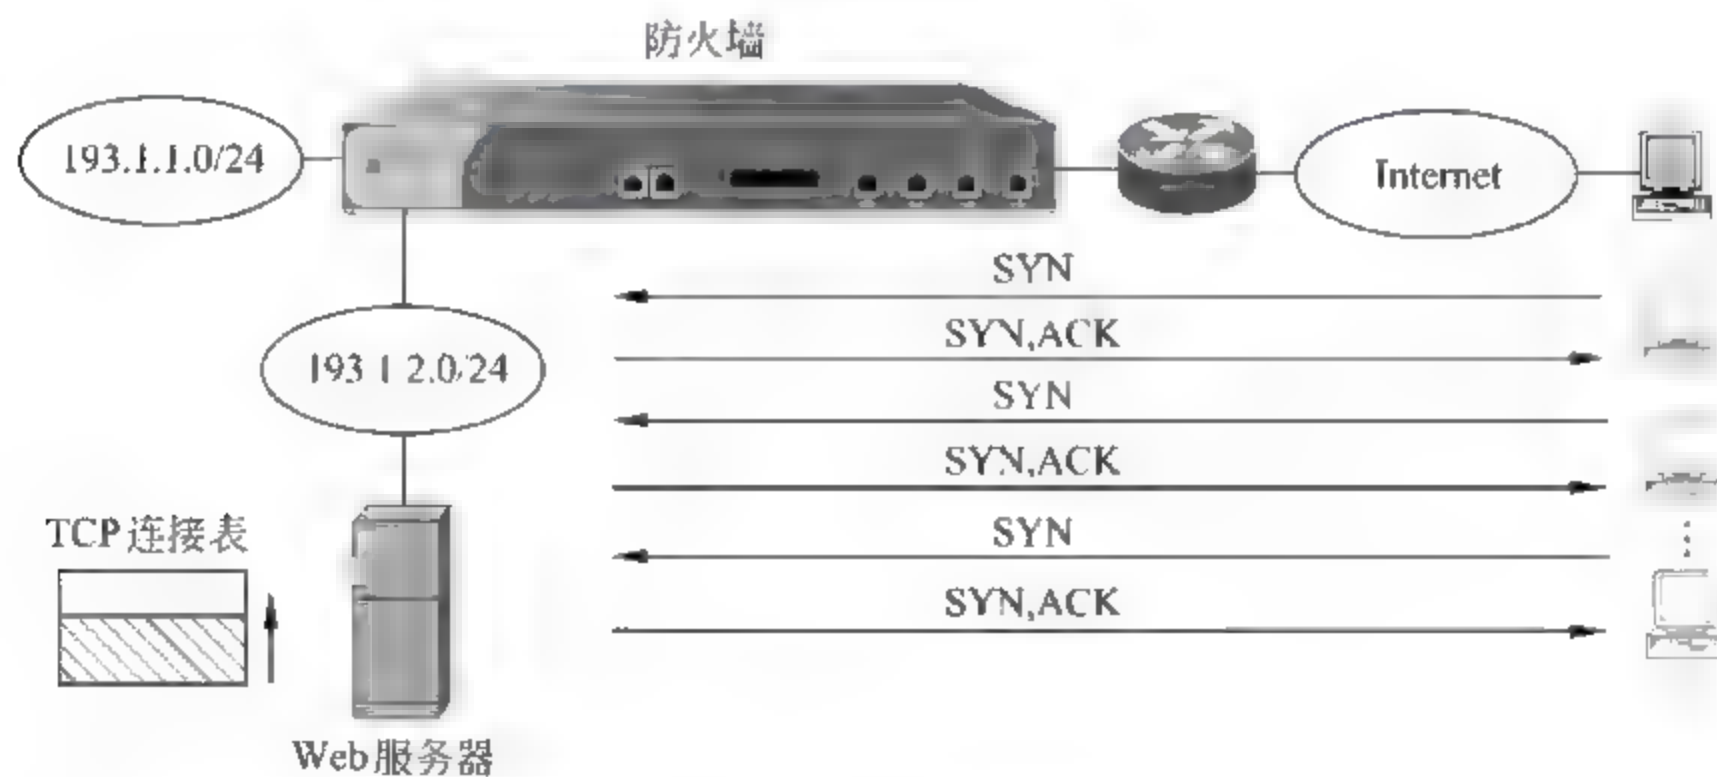 防火墙
193.1.1.0/24
Internet
SYN
SYN,ACK
193 1 2.0/24
SYN
SYN,ACK
TCP连接表
SYN
SYN,ACK
Web服务器